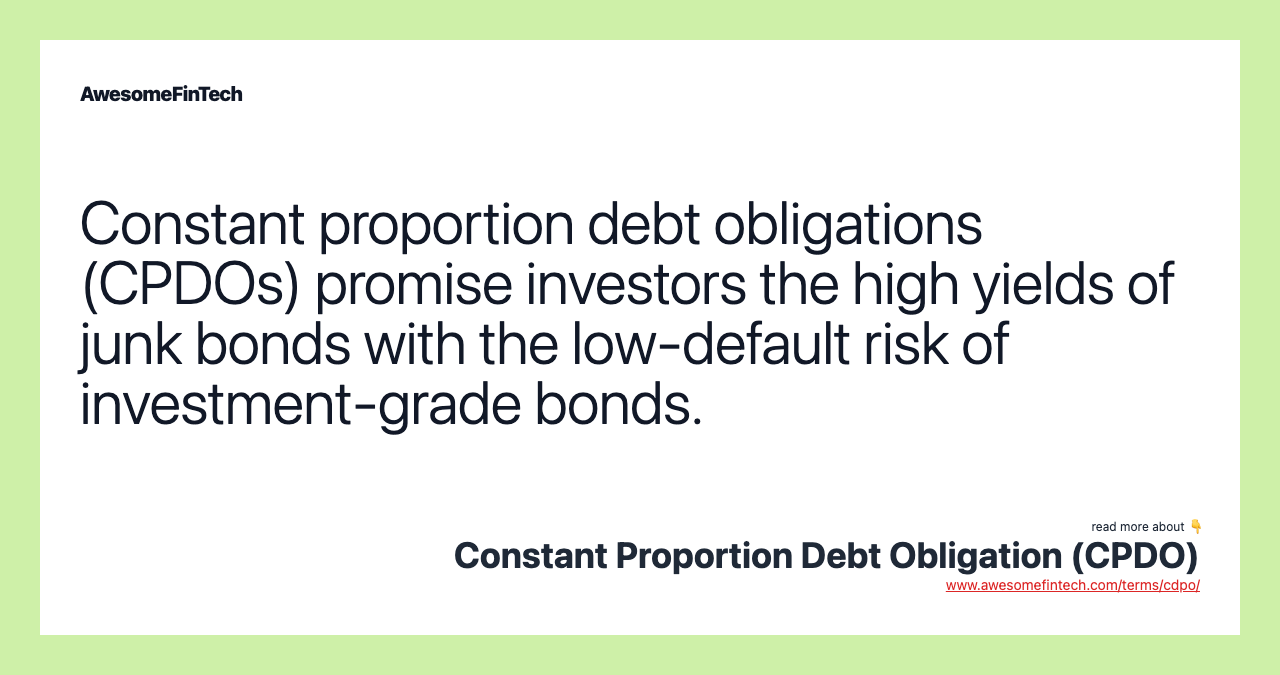 AwesomeFinTech
Constant proportion debt obligations
(CPDOs) promise investors the high yields of
junk bonds with the low-default risk of
investment-grade bonds.
read more about 👇
Constant Proportion Debt Obligation (CPDO)
www.awesomefintech.com/terms/cdpo/